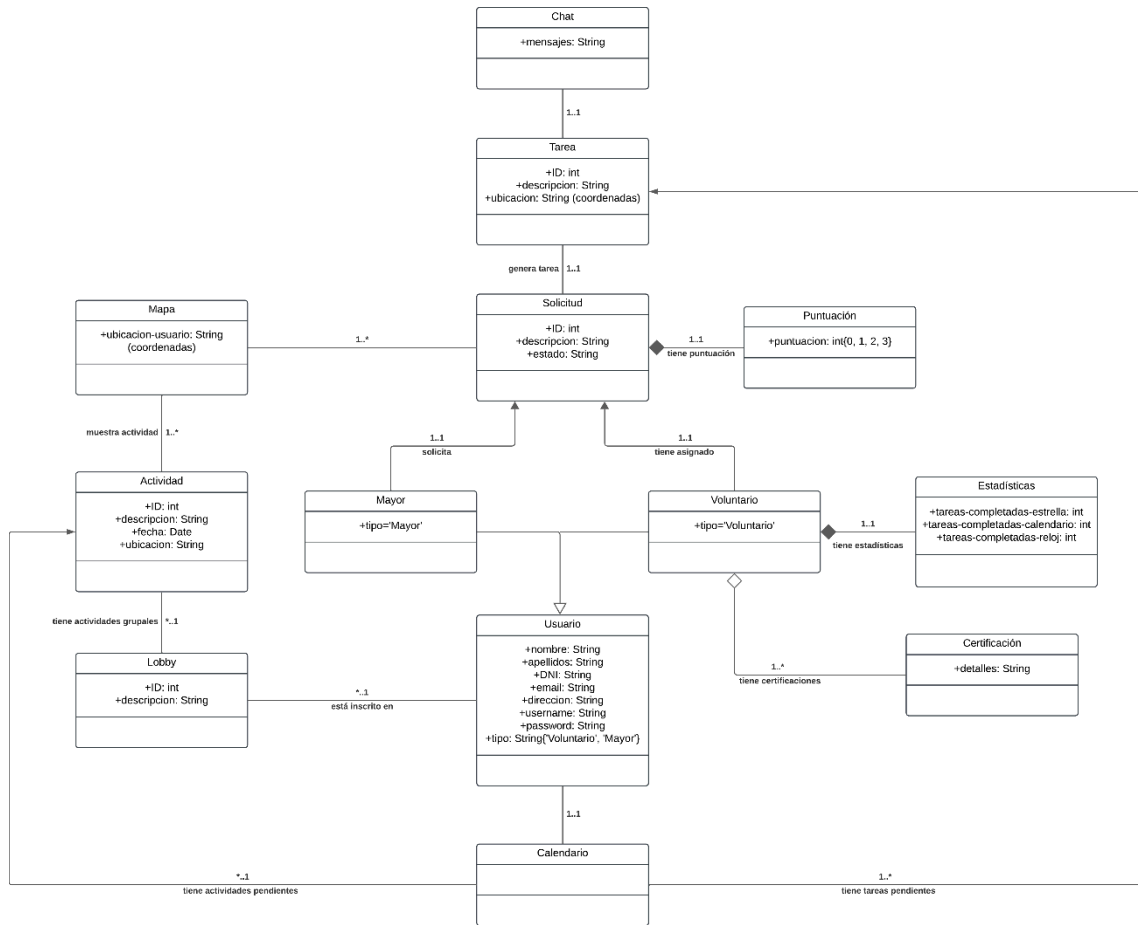 Chat
+mensajes: String
1..1
Tarea
+ID: int
+descripcion: String
+ubicacion: String (coordenadas)
genera tarea
1..1
Mapa
+ubicacion-usuario: String
(coordenadas)
1..*
Solicitud
+ID: int
+descripcion: String
+estado: String
1..1
tiene puntuación
Puntuación
+puntuacion: int{0, 1, 2, 3}
muestra actividad
1..*
1..1
solicita
1..1
tiene asignado
Actividad
+ID: int
+descripcion: String
+fecha: Date
+ubicacion: String
Mayor
+tipo='Mayor'
Voluntario
+tipo='Voluntario'
1..1
tiene estadísticas
Estadísticas
+tareas-completadas-estrella: int
+tareas-completadas-calendario: int
+tareas-completadas-reloj: int
tiene actividades grupales
*..1
Lobby
+ID: int
+descripcion: String
*..1
está inscrito en
Usuario
+nombre: String
+apellidos: String
+DNI: String
+email: String
+direccion: String
+username: String
+password: String
+tipo: String{'Voluntario', 'Mayor'}
1..*
tiene certificaciones
Certificación
+detalles: String
1..1
Calendario
*..1
tiene actividades pendientes
1..*
tiene tareas pendientes